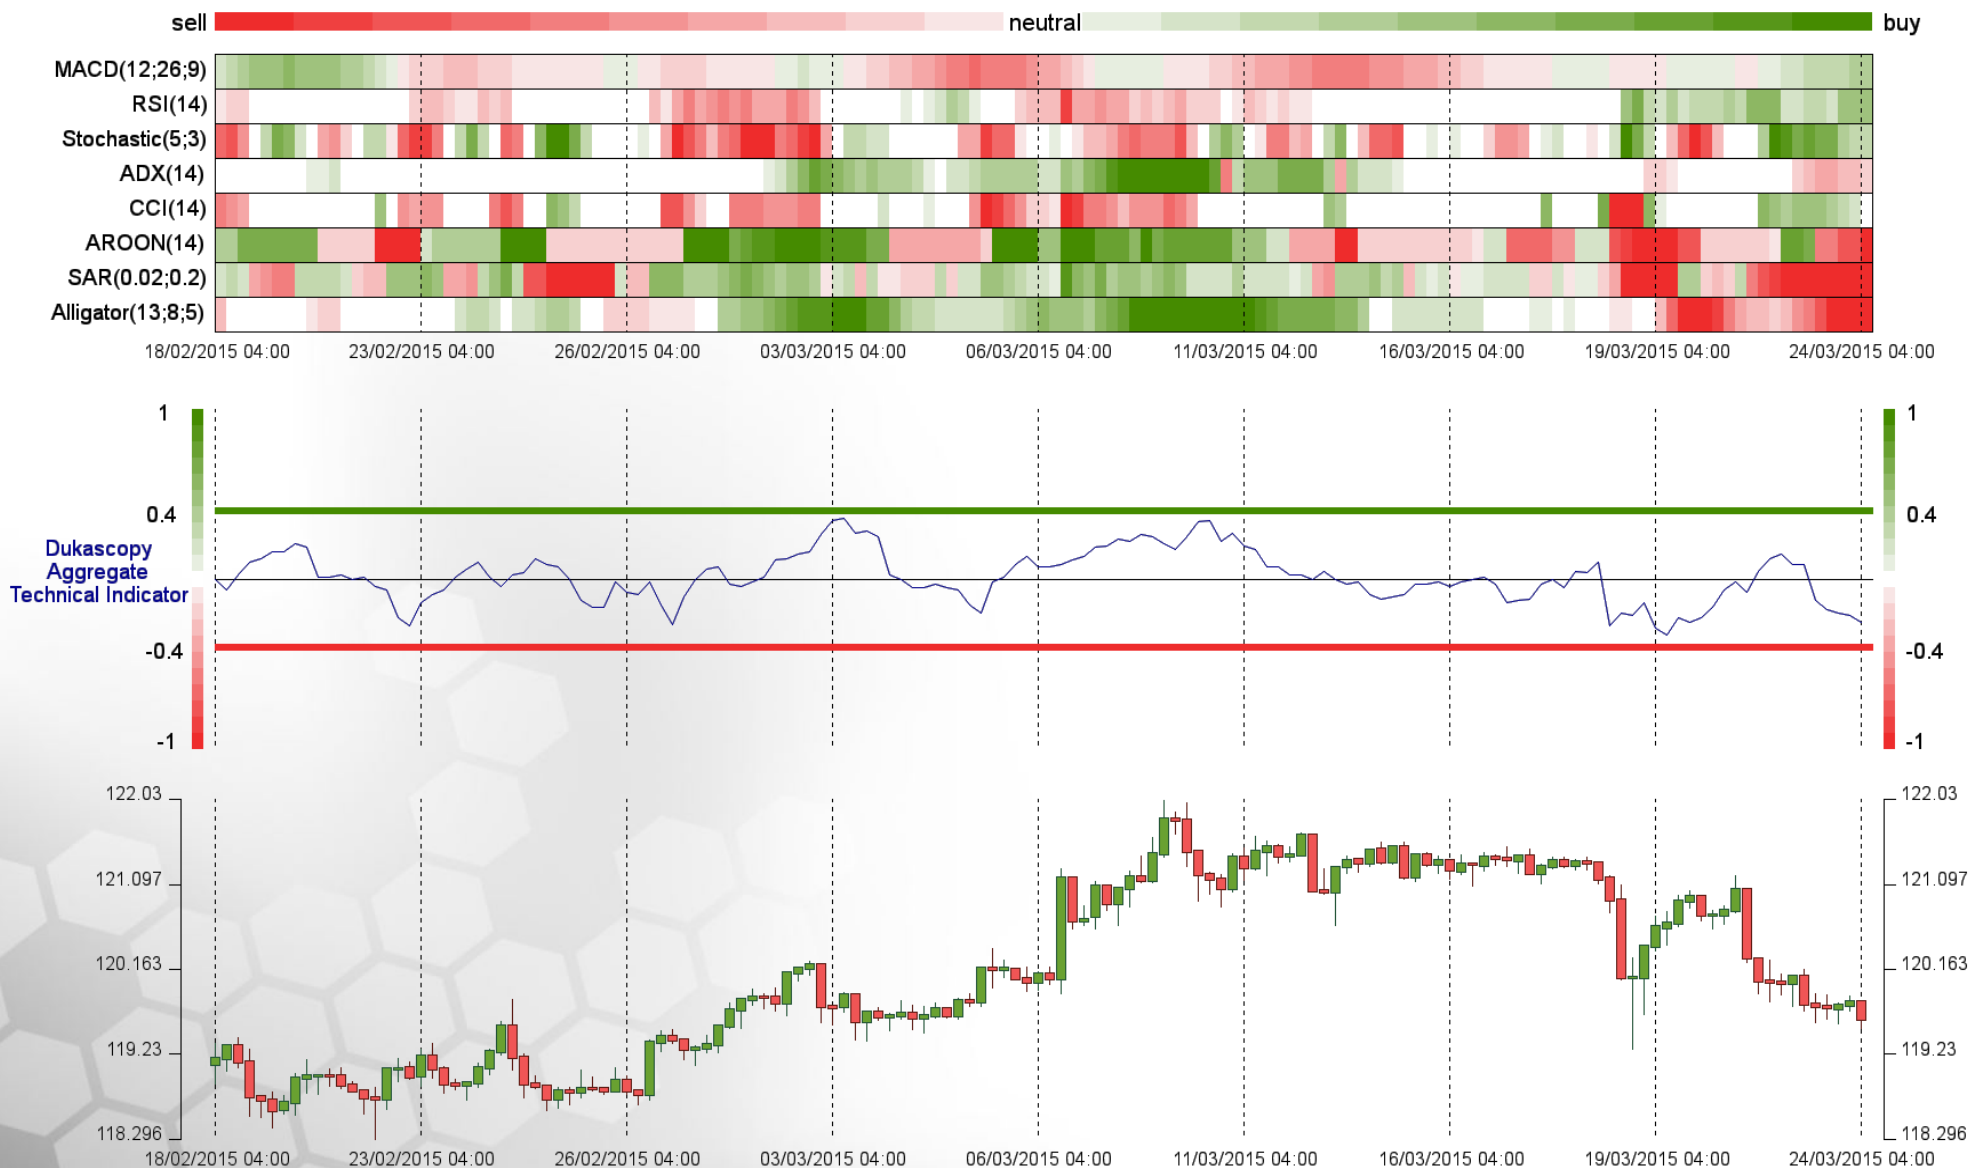 sell neutral buy
MACD(12;26;9)
RSI(14)
Stochastic(5;3)
ADX(14)
CCI(14)
AROON(14)
SAR(0.02;0.2)
Alligator(13;8;5)
18/02/2015 04:00 23/02/2015 04:00 26/02/2015 04:00 03/03/2015 04:00 06/03/2015 04:00 11/03/2015 04:00 16/03/2015 04:00 19/03/2015 04:00 24/03/2015 04:00
1 1
0.4 0.4
Dukascopy
Aggregate
Technical Indicator
-0.4 -0.4
-1 -1
122.03 122.03
121.097 121.097
120.163 120.163
119.23 119.23
118.296 118.296
18/02/2015 04:00 23/02/2015 04:00 26/02/2015 04:00 03/03/2015 04:00 06/03/2015 04:00 11/03/2015 04:00 16/03/2015 04:00 19/03/2015 04:00 24/03/2015 04:00